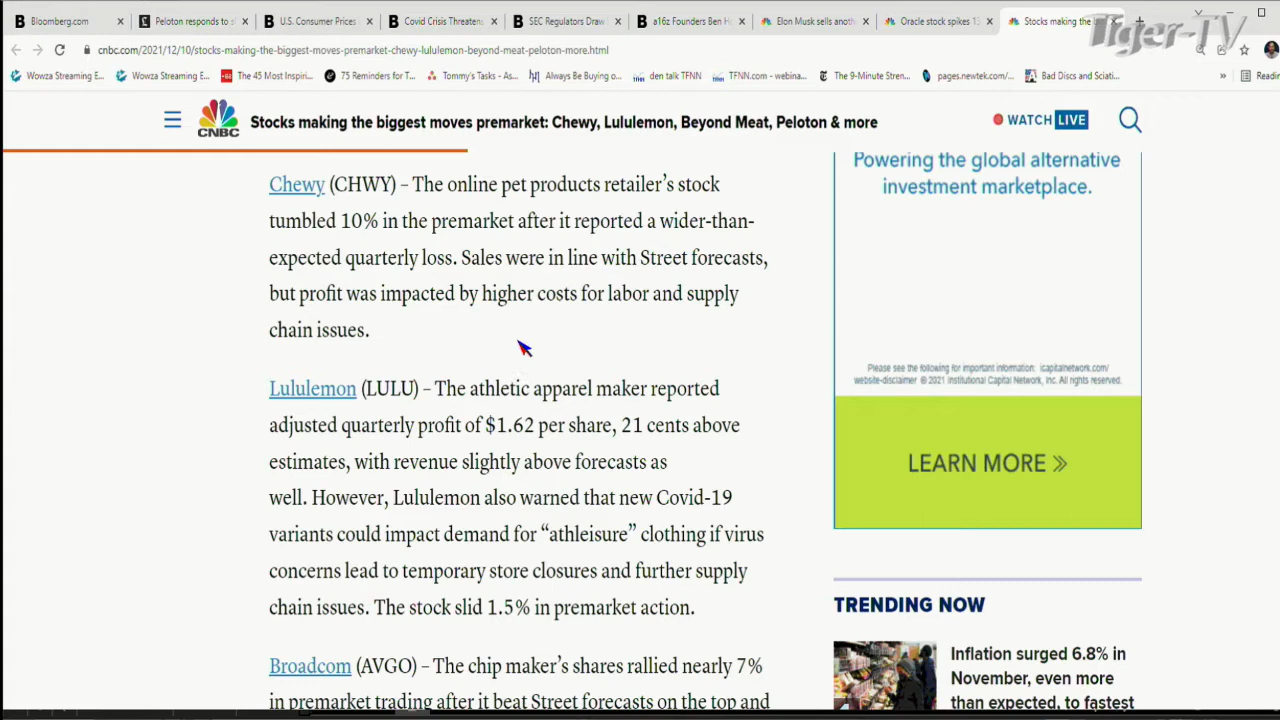 Bloomberg.com
Peloton responds to s
U.S. Consumer Prices
Covid Crisis Threatens
SEC Regulators Draw
a16z Founders Ben H
Elon Musk sells anoth
Oracle stock spikes 13
Stocks making the b
Tiger-TV
cnbc.com/2021/12/10/stocks-making-the-biggest-moves-premarket-chewy-lululemon-beyond-meat-peloton-more.html
Wowza Streaming E...
Wowza Streaming E...
The 45 Most Inspiri...
75 Reminders for T...
Tommy's Tasks - As...
Always Be Buying o...
den talk TFNN
TFNN.com - webina...
The 9-Minute Stren...
pages.newtek.com/...
Bad Discs and Sciati...
»
Readin
CNBC
Stocks making the biggest moves premarket: Chewy, Lululemon, Beyond Meat, Peloton & more
WATCH LIVE
Chewy (CHWY) – The online pet products retailer’s stock
tumbled 10% in the premarket after it reported a wider-than-
expected quarterly loss. Sales were in line with Street forecasts,
but profit was impacted by higher costs for labor and supply
chain issues.
Lululemon (LULU) – The athletic apparel maker reported
adjusted quarterly profit of $1.62 per share, 21 cents above
estimates, with revenue slightly above forecasts as
well. However, Lululemon also warned that new Covid-19
variants could impact demand for “athleisure” clothing if virus
concerns lead to temporary store closures and further supply
chain issues. The stock slid 1.5% in premarket action.
Broadcom (AVGO) – The chip maker’s shares rallied nearly 7%
in premarket trading after it beat Street forecasts on the top and
Powering the global alternative
investment marketplace.
Please see the following for important information: icapitalnetwork.com/
website-disclaimer © 2021 Institutional Capital Network, Inc. All rights reserved.
LEARN MORE »
TRENDING NOW
Inflation surged 6.8% in
November, even more
than expected, to fastest